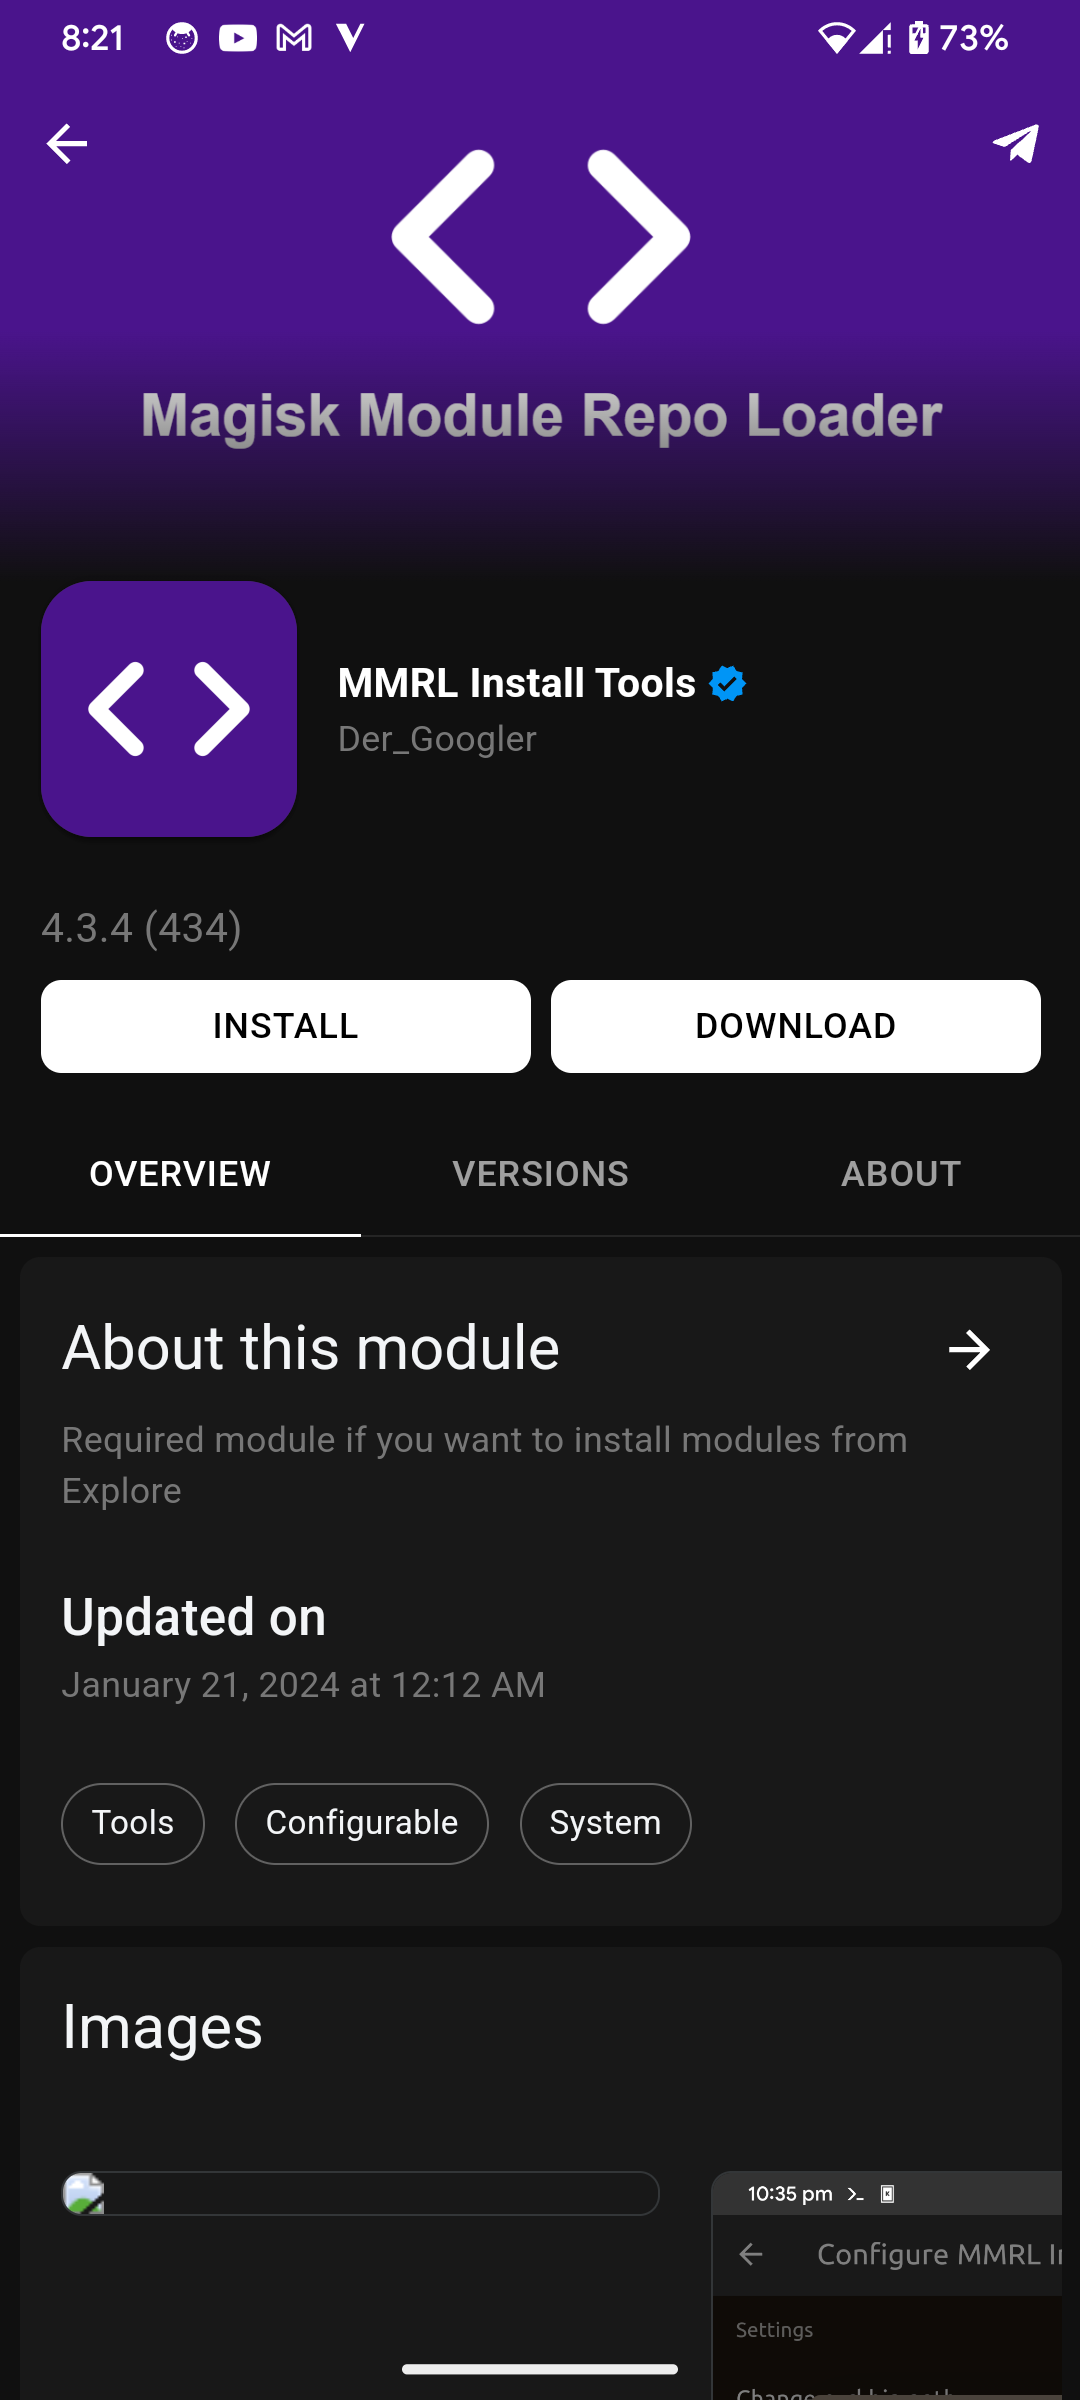 8:21
73%
Magisk Module Repo Loader
MMRL Install Tools
Der_Googler
4.3.4 (434)
INSTALL
DOWNLOAD
OVERVIEW
VERSIONS
ABOUT
About this module
Required module if you want to install modules from
Explore
Updated on
January 21, 2024 at 12:12 AM
Tools
Configurable
System
Images
10:35 pm
Configure MMRL
Settings